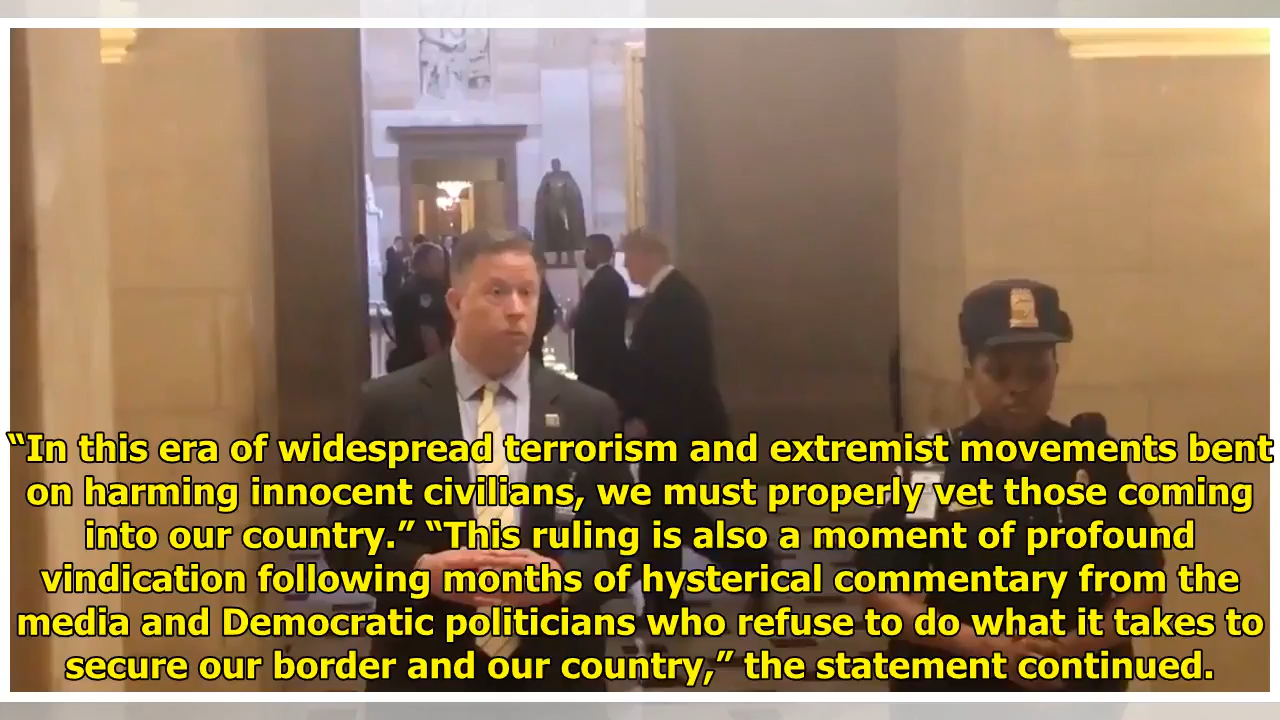 “In this era of widespread terrorism and extremist movements bent
on harming innocent civilians, we must properly vet those coming
into our country.” “This ruling is also a moment of profound
vindication following months of hysterical commentary from the
media and Democratic politicians who refuse to do what it takes to
secure our border and our country,” the statement continued.